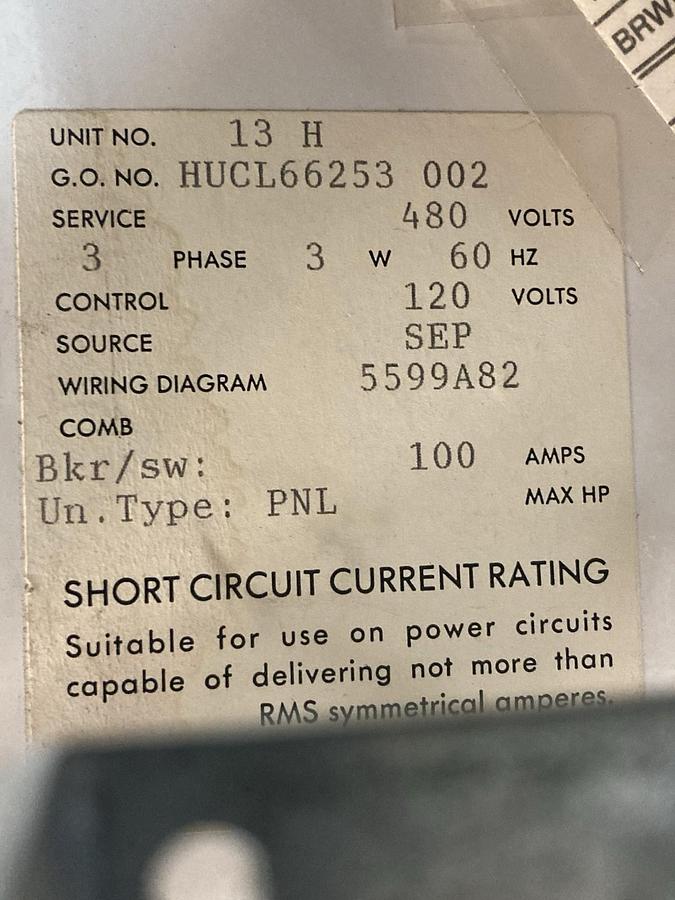 BRW
UNIT NO. 13 H
G.O. NO. HUCL66253 002
SERVICE 480 VOLTS
3 PHASE 3 W 60 HZ
CONTROL 120 VOLTS
SOURCE SEP
WIRING DIAGRAM 5599A82
COMB
Bkr/sw: 100 AMPS
Un.Type: PNL MAX HP
SHORT CIRCUIT CURRENT RATING
Suitable for use on power circuits
capable of delivering not more than
RMS symmetrical amperes.